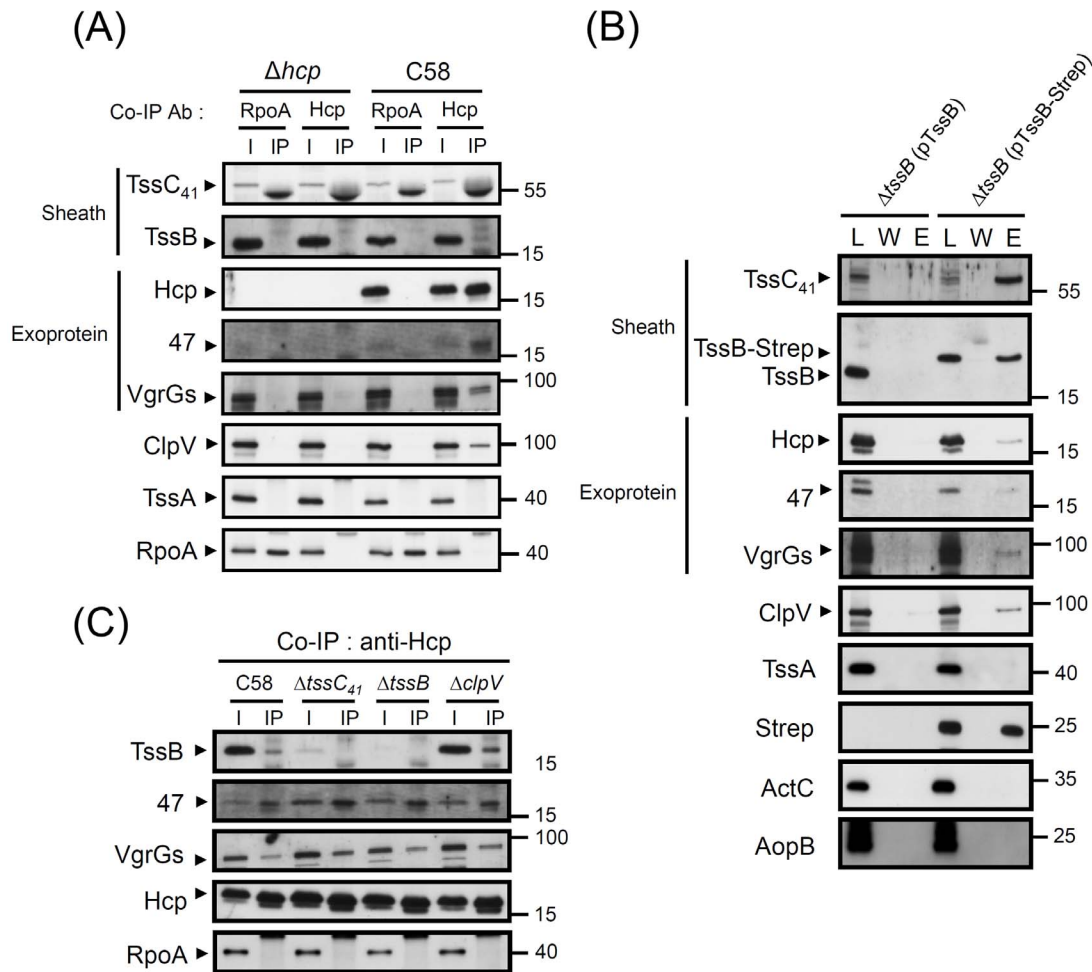 (A)
Δhcp C58
Co-IP Ab : RpoA Hcp RpoA Hcp
I IP I IP I IP I IP
Sheath
TssC41 55
TssB 15
Exoprotein
Hcp 15
47 15
VgrGs 100
ClpV 100
TssA 40
RpoA 40
(B)
ΔtssB (pTssB) ΔtssB (pTssB-Strep)
L W E L W E
Sheath
TssC41 55
TssB-Strep
TssB 15
Exoprotein
Hcp 15
47 15
VgrGs 100
ClpV 100
TssA 40
Strep 25
ActC 35
AopB 25
(C)
Co-IP : anti-Hcp
C58 ΔtssC41 ΔtssB ΔclpV
I IP I IP I IP I IP
TssB 15
47 15
VgrGs 100
Hcp 15
RpoA 40